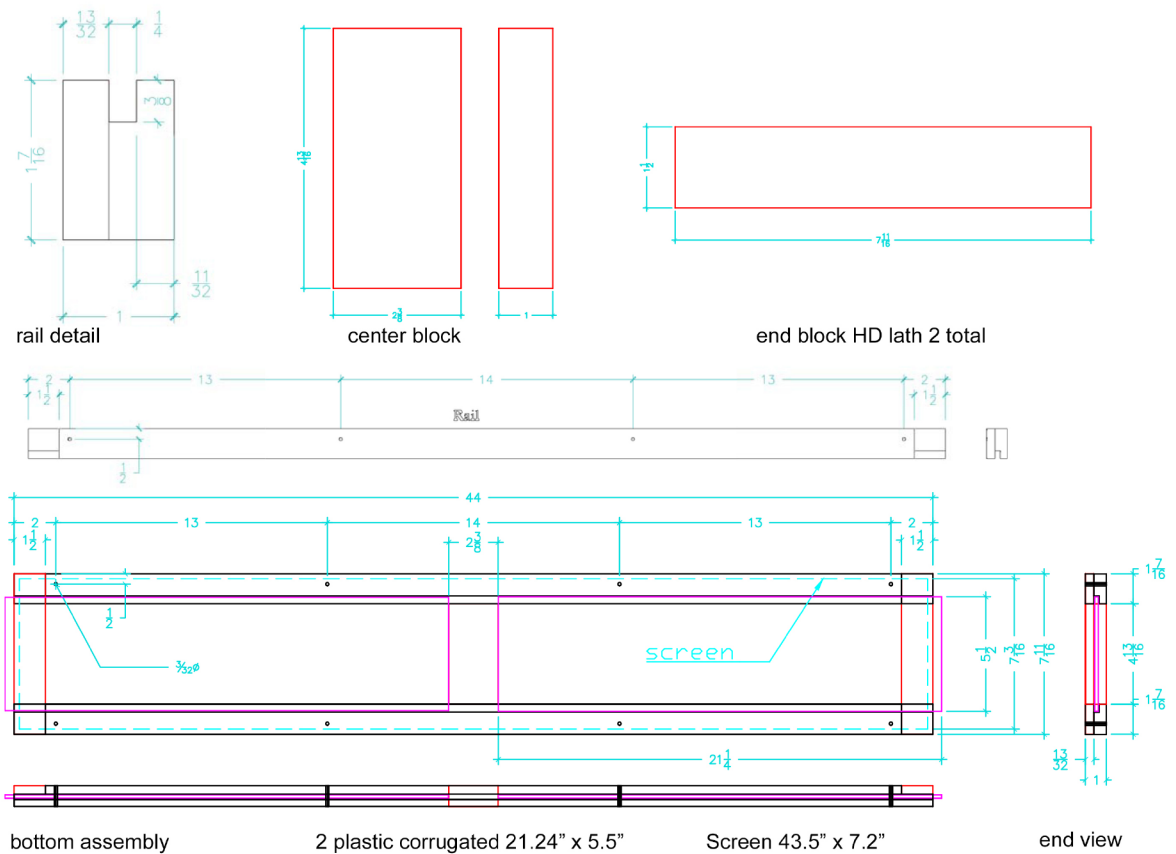 13/32 1/4
3/8
1 7/16
11/32
1
4 13/16
2 3/8 1
1 1/2
7 11/16
rail detail center block end block HD lath 2 total
2 13 14 13 2
1 1/2 1 1/2
Rail
1/2
44
2 13 14 13 2
1 1/2 2 3/8 1 1/2
1 7/16
1/2
3/32ø
screen
5 1/2 7 3/16 7 11/16 4 13/16
1 7/16
21 1/4
13/32 1
bottom assembly 2 plastic corrugated 21.24” x 5.5” Screen 43.5” x 7.2” end view